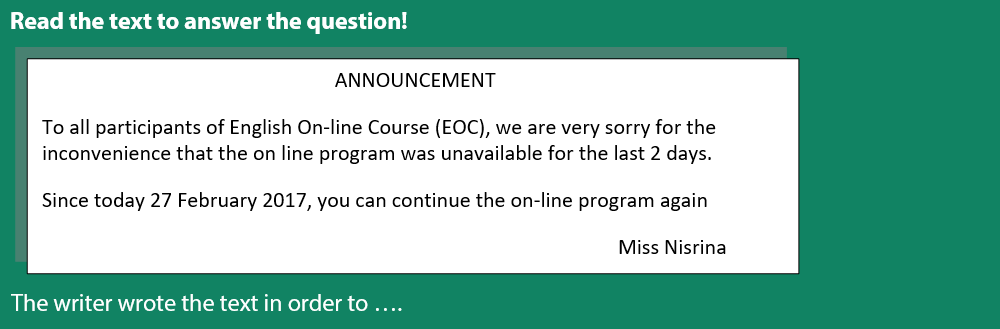 Read the text to answer the question!
ANNOUNCEMENT
To all participants of English On-line Course (EOC), we are very sorry for the
inconvenience that the on line program was unavailable for the last 2 days.
Since today 27 February 2017, you can continue the on-line program again
Miss Nisrina
The writer wrote the text in order to ….